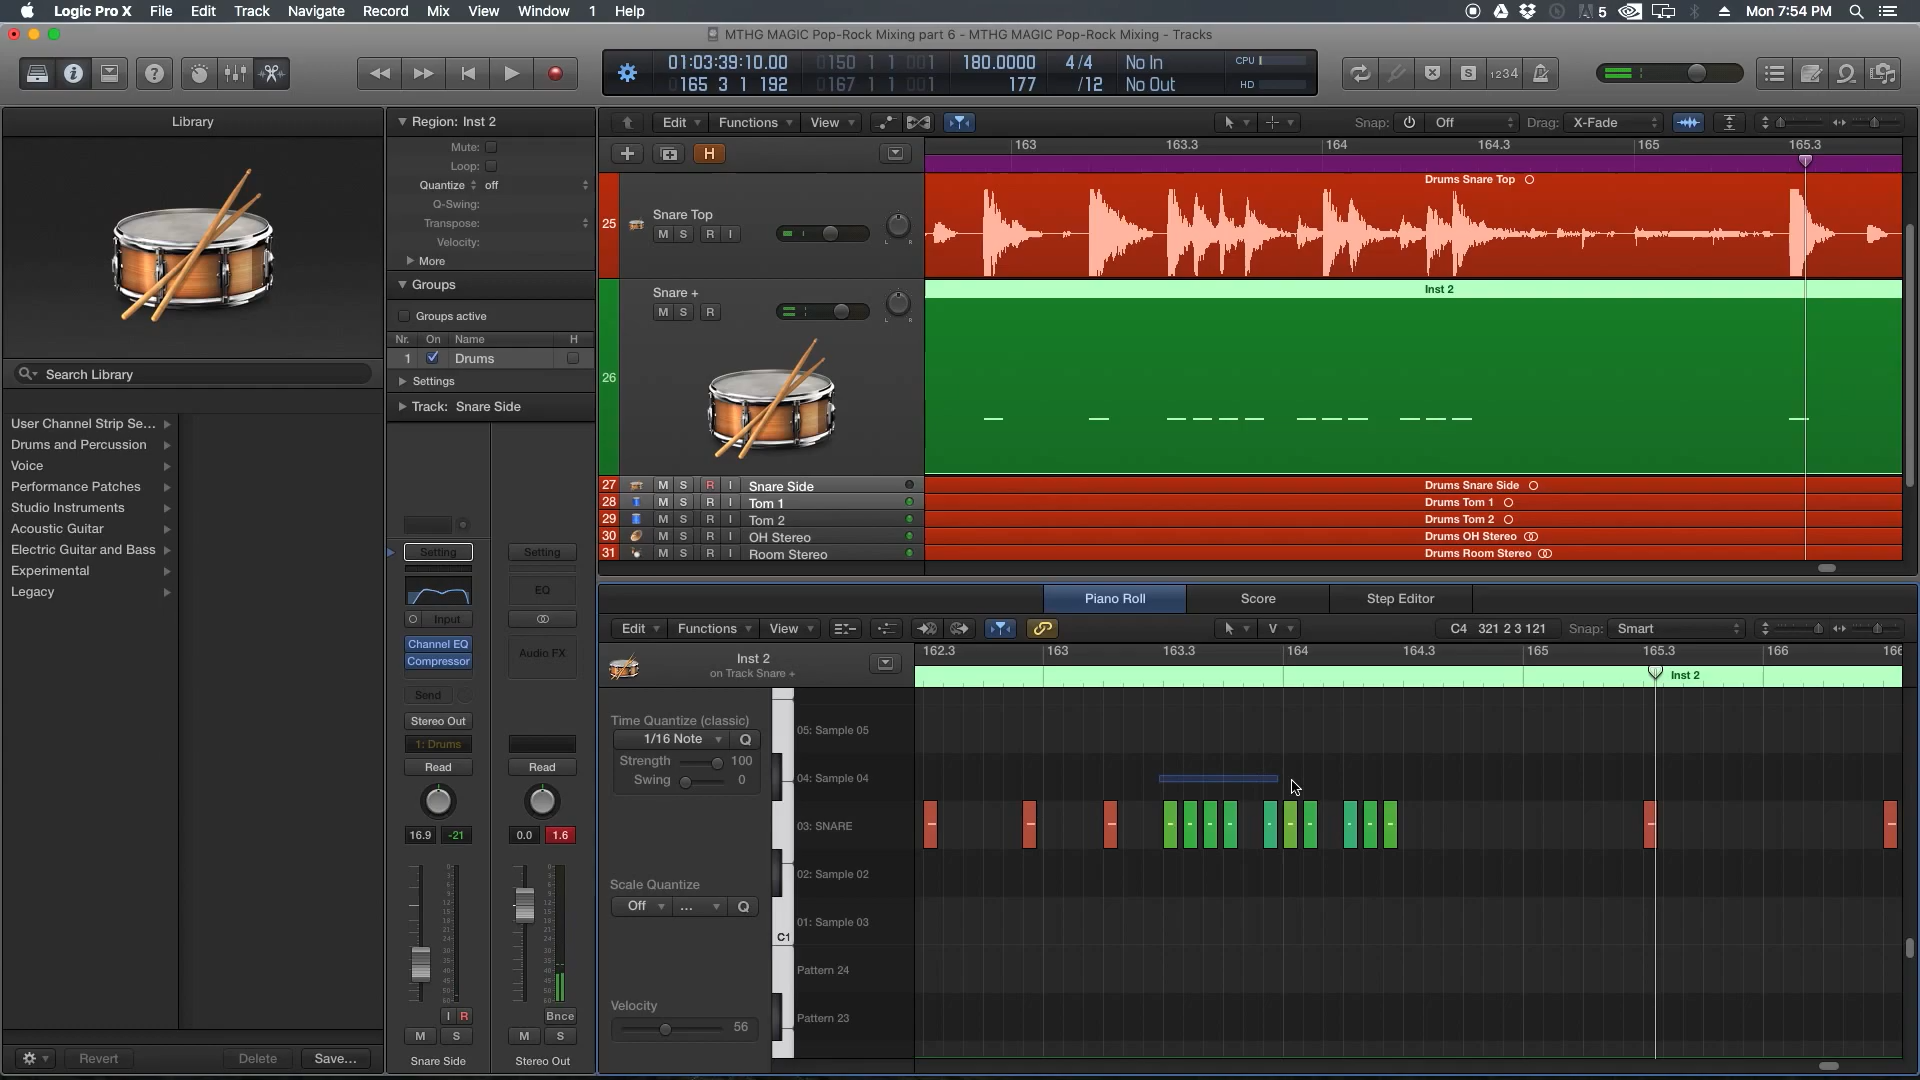 Logic Pro X File Edit Track Navigate Record Mix View Window 1 Help 5 Mon 7:54 PM
MTHG MAGIC Pop-Rock Mixing part 6 - MTHG MAGIC Pop-Rock Mixing - Tracks
01:03:39:10.00 0150 1 1 001 180.0000 4/4 No In CPU
165 3 1 192 0167 1 1 001 177 /12 No Out HD
S 1234
Library
Region: Inst 2
Mute:
Loop:
Quantize off
Q-Swing:
Transpose:
Velocity:
More
Groups
Groups active
Nr. On Name H
1 Drums
Settings
Track: Snare Side
Search Library
User Channel Strip Se...
Drums and Percussion
Voice
Performance Patches
Studio Instruments
Acoustic Guitar
Electric Guitar and Bass
Experimental
Legacy
Revert Delete Save...
Setting Setting
EQ
Input
Channel EQ
Compressor
Audio FX
Send
Stereo Out
1: Drums
Read Read
16.9 -21 0.0 1.6
I R Bnce
M S M S
Snare Side Stereo Out
Edit Functions View Snap: Off Drag: X-Fade
H
163 163.3 164 164.3 165 165.3
25 Snare Top Drums Snare Top
M S R I L R
26 Snare + Inst 2
M S R L R
27 M S R I Snare Side Drums Snare Side
28 M S R I Tom 1 Drums Tom 1
29 M S R I Tom 2 Drums Tom 2
30 M S R I OH Stereo Drums OH Stereo
31 M S R I Room Stereo Drums Room Stereo
Piano Roll Score Step Editor
Edit Functions View V C4 321 2 3 121 Snap: Smart
Inst 2
on Track Snare +
162.3 163 163.3 164 164.3 165 165.3 166 166
Inst 2
Time Quantize (classic)
1/16 Note Q
Strength 100
Swing 0
Scale Quantize
Off ... Q
Velocity
56
C1
05: Sample 05
04: Sample 04
03: SNARE
02: Sample 02
01: Sample 03
Pattern 24
Pattern 23